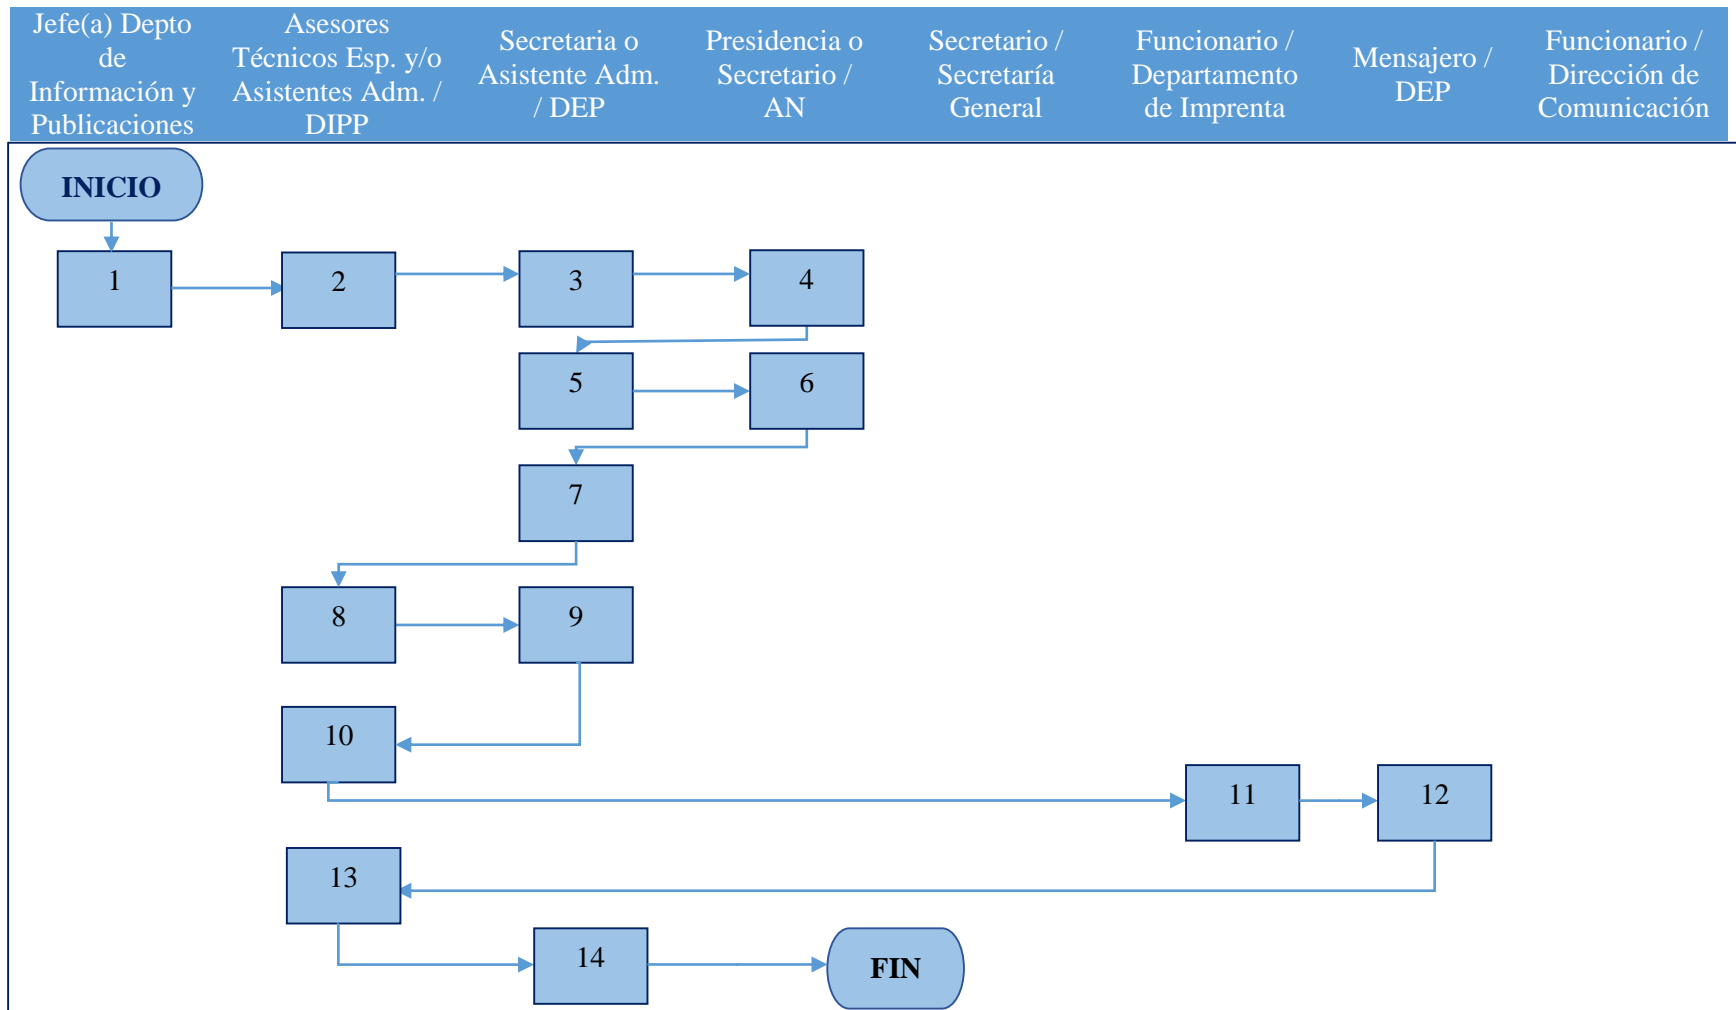 Jefe(a) Depto
de
Información y
Publicaciones
Asesores
Técnicos Esp. y/o
Asistentes Adm. /
DIPP
Secretaria o
Asistente Adm.
/ DEP
Presidencia o
Secretario /
AN
Secretario /
Secretaría
General
Funcionario /
Departamento
de Imprenta
Mensajero /
DEP
Funcionario /
Dirección de
Comunicación
INICIO
1
2
3
4
5
6
7
8
9
10
11
12
13
14
FIN